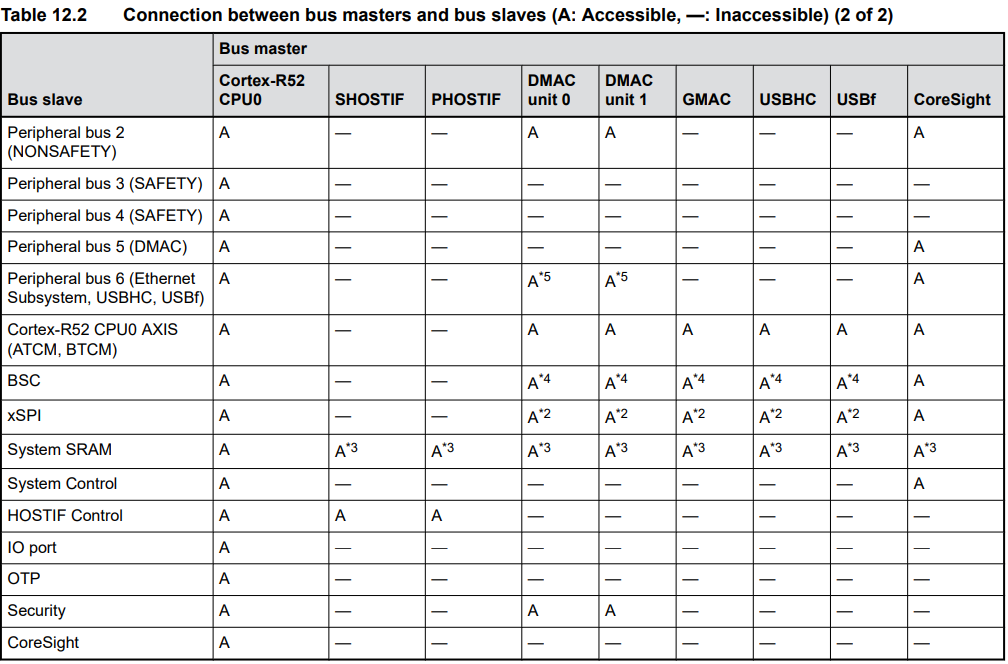 Table 12.2 Connection between bus masters and bus slaves (A: Accessible, —: Inaccessible) (2 of 2)
Bus slave Bus master
Cortex-R52 CPU0 SHOSTIF PHOSTIF DMAC unit 0 DMAC unit 1 GMAC USBHC USBf CoreSight
Peripheral bus 2 (NONSAFETY) A — — A A — — — A
Peripheral bus 3 (SAFETY) A — — — — — — — —
Peripheral bus 4 (SAFETY) A — — — — — — — —
Peripheral bus 5 (DMAC) A — — — — — — — A
Peripheral bus 6 (Ethernet Subsystem, USBHC, USBf) A — — A*5 A*5 — — — A
Cortex-R52 CPU0 AXIS (ATCM, BTCM) A — — A A A A A A
BSC A — — A*4 A*4 A*4 A*4 A*4 A
xSPI A — — A*2 A*2 A*2 A*2 A*2 A
System SRAM A A*3 A*3 A*3 A*3 A*3 A*3 A*3 A*3
System Control A — — — — — — — A
HOSTIF Control A A A — — — — — —
IO port A — — — — — — — —
OTP A — — — — — — — —
Security A — — A A — — — —
CoreSight A — — — — — — — —